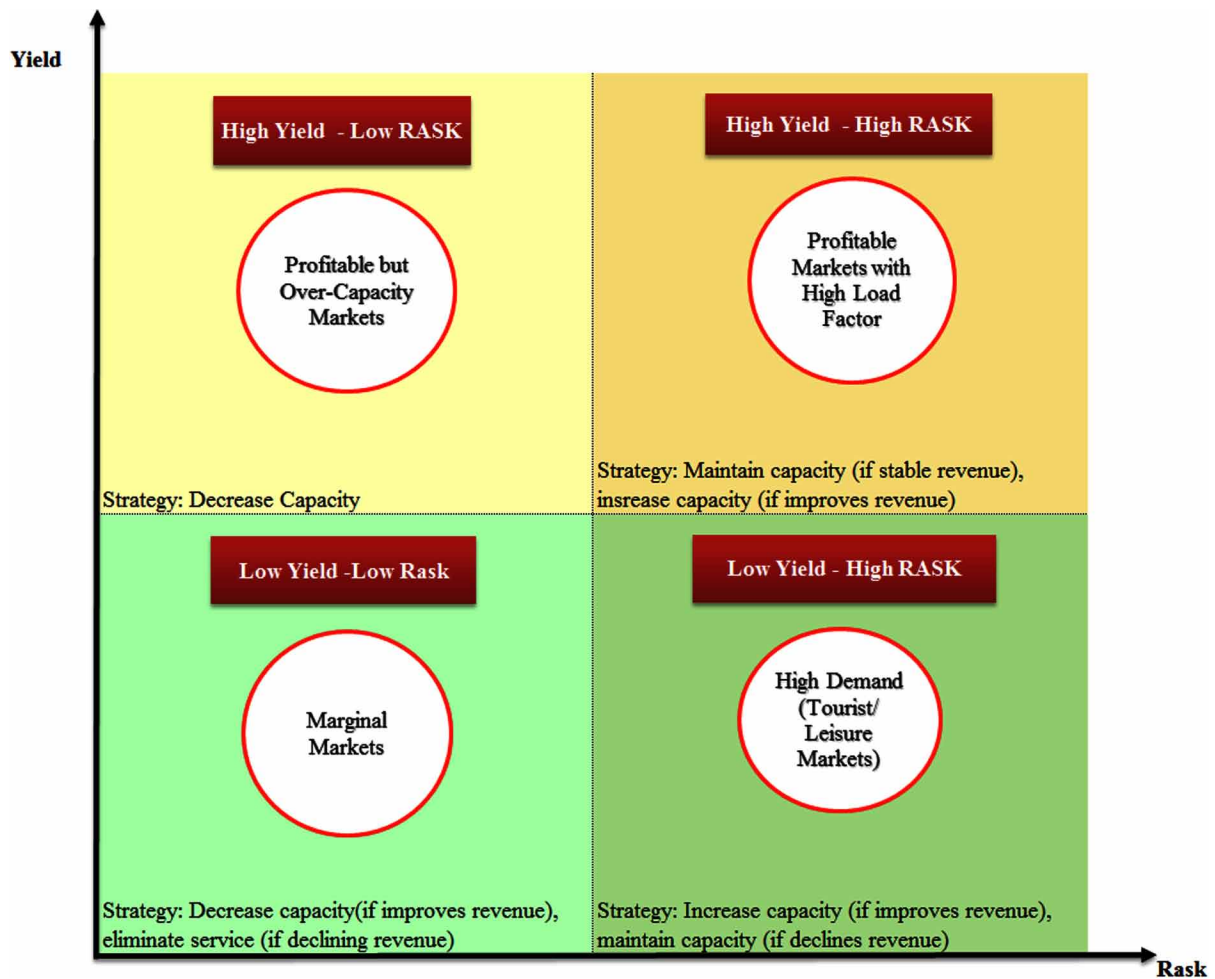 Yield
High Yield - Low RASK
Profitable but
Over-Capacity
Markets
Strategy: Decrease Capacity
High Yield - High RASK
Profitable
Markets with
High Load
Factor
Strategy: Maintain capacity (if stable revenue),
insrease capacity (if improves revenue)
Low Yield -Low Rask
Marginal
Markets
Strategy: Decrease capacity(if improves revenue),
eliminate service (if declining revenue)
Low Yield - High RASK
High Demand
(Tourist/
Leisure
Markets)
Strategy: Increase capacity (if improves revenue),
maintain capacity (if declines revenue)
Rask